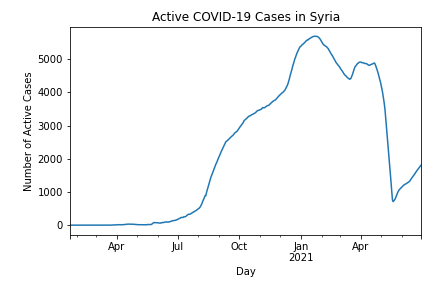 Active COVID-19 Cases in Syria
Number of Active Cases
5000
4000
3000
2000
1000
0
Apr
Jul
Oct
Jan
2021
Apr
Day